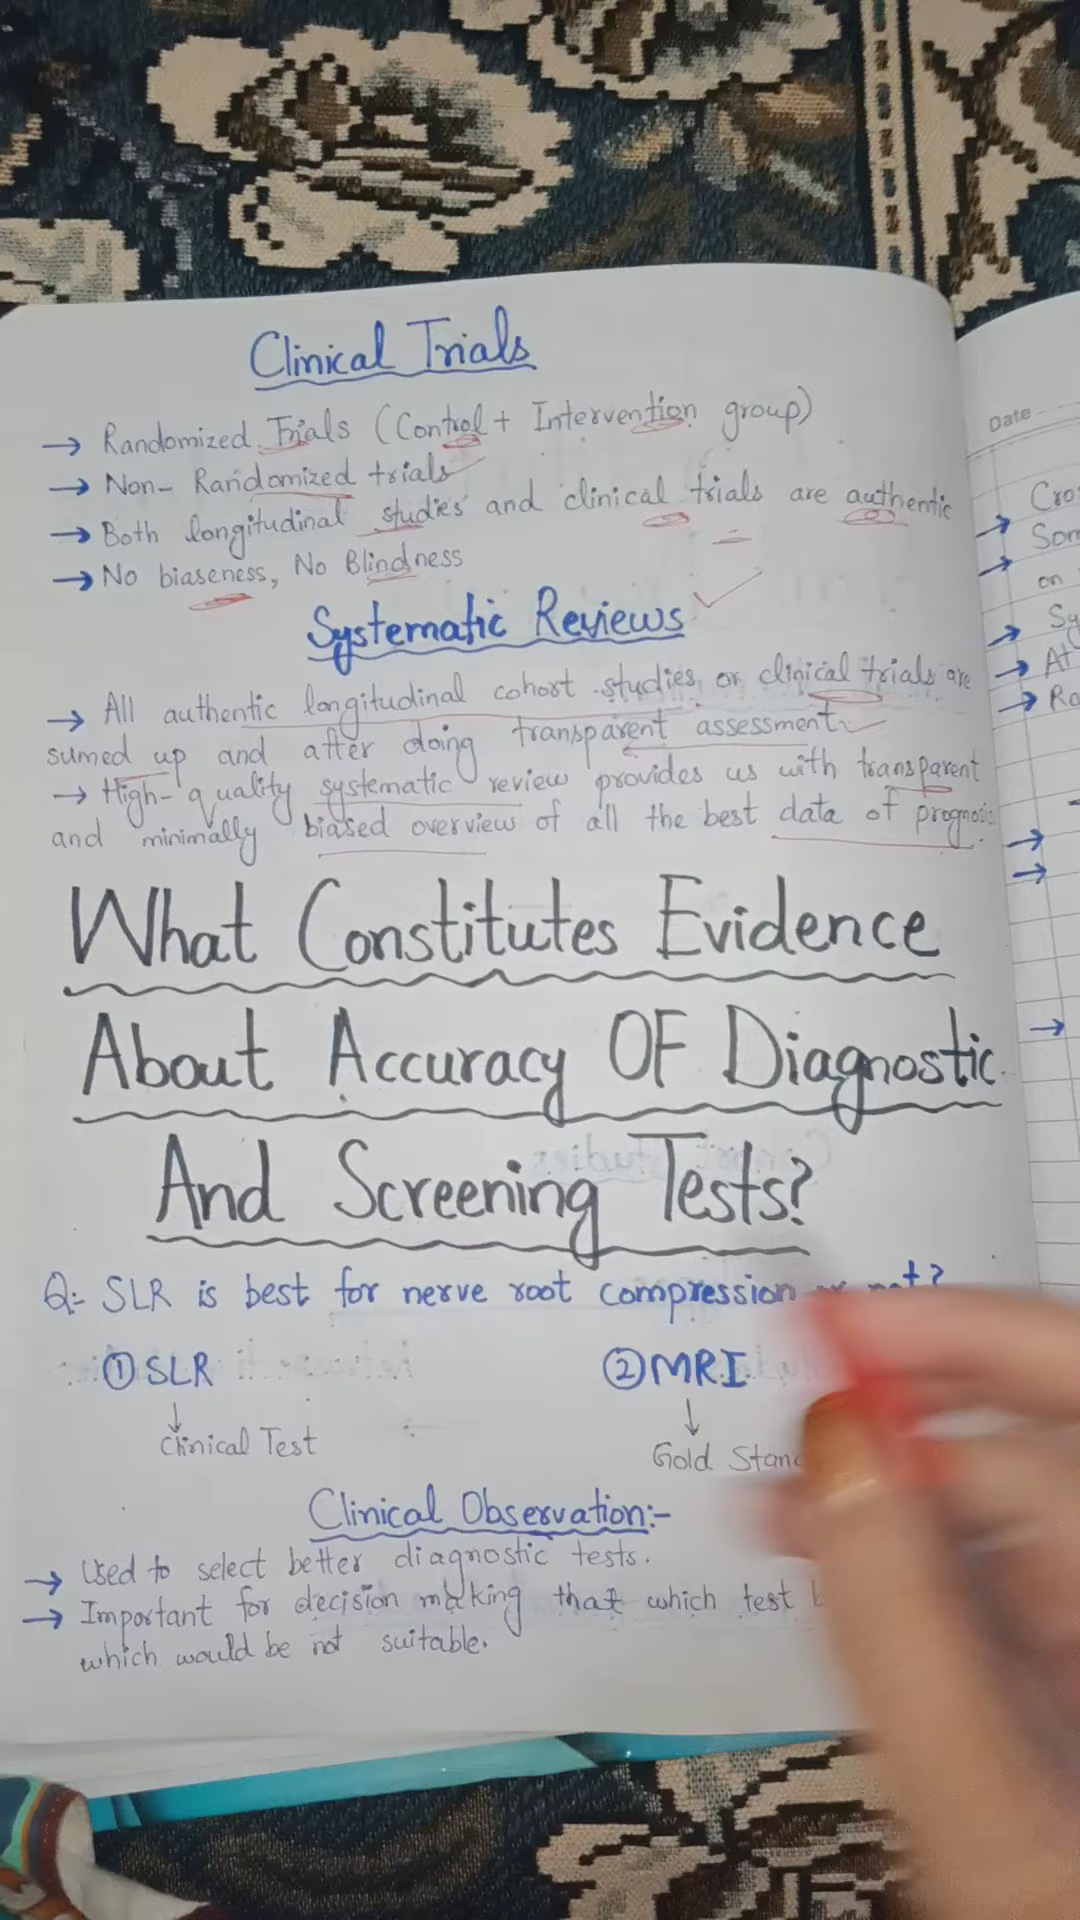 Clinical Trials
→ Randomized Trials (Control + Intervention group)
→ Non-Randomized trials
→ Both longitudinal studies and clinical trials are authentic
→ No biaseness, No Blindness
Systematic Reviews
→ All authentic longitudinal cohort studies or clinical trials are
sumed up and after doing transparent assessment
→ High-quality systematic review provides us with transparent
and minimally biased overview of all the best data of
What Constitutes Evidence
About Accuracy OF Diagnostic
And Screening Tests?
Q:- SLR is best for nerve root compression or not?
① SLR
② MRI
↓
↓
Clinical Test
Gold
Clinical Observation:-
→ Used to select better diagnostic tests.
→ Important for decision making that which test
which would be not suitable.
Date
→
→
on
→
→ At
→
→
→
→